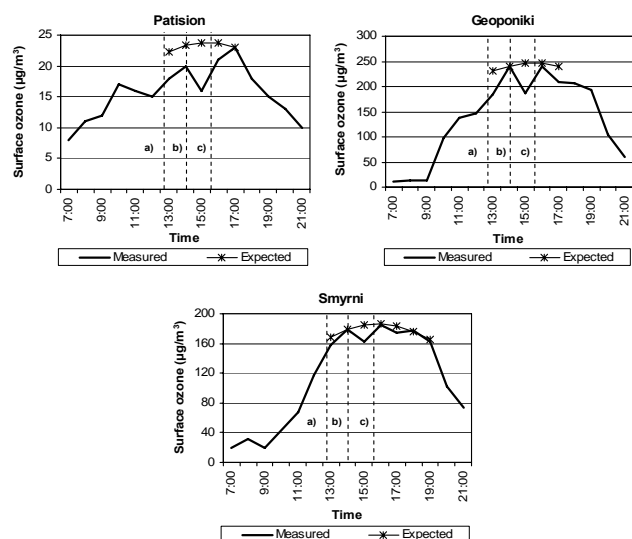 Patision
Surface ozone (µg/m³)
25
20
15
10
5
0
a)
b)
c)
7:00
9:00
11:00
13:00
15:00
17:00
19:00
21:00
Time
Measured
Expected
Geoponiki
Surface ozone (µg/m³)
300
250
200
150
100
50
0
a)
b)
c)
7:00
9:00
11:00
13:00
15:00
17:00
19:00
21:00
Time
Measured
Expected
Smyrni
Surface ozone (µg/m³)
200
160
120
80
40
0
a)
b)
c)
7:00
9:00
11:00
13:00
15:00
17:00
19:00
21:00
Time
Measured
Expected